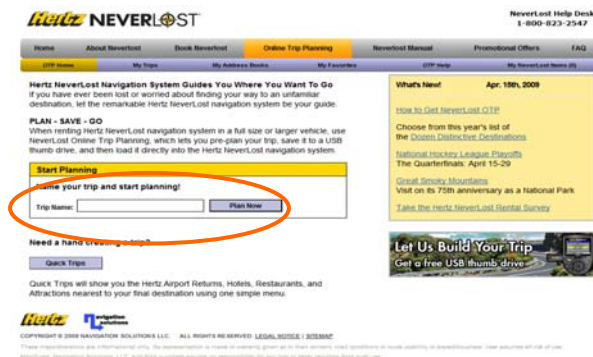 Hertz NEVERLOST
NeverLost Help Desk
1-800-823-2547
Home About Neverlost Book Neverlost Online Trip Planning Neverlost Manual Promotional Offers FAQ
OTP Home My Trips My Address Books My Favorites OTP Help My NeverLost Items (0)
Hertz NeverLost Navigation System Guides You Where You Want To Go
If you have ever been lost or worried about finding your way to an unfamiliar
destination, let the remarkable Hertz NeverLost navigation system be your guide.
PLAN - SAVE - GO
When renting Hertz NeverLost navigation system in a full size or larger vehicle, use
NeverLost Online Trip Planning, which lets you pre-plan your trip, save it to a USB
thumb drive, and then load it directly into the Hertz NeverLost navigation system.
Start Planning
Name your trip and start planning!
Trip Name: Plan Now
Need a hand creating a trip?
Quick Trips
Quick Trips will show you the Hertz Airport Returns, Hotels, Restaurants, and
Attractions nearest to your final destination using one simple menu.
What's New! Apr. 15th, 2009
How to Get NeverLost OTP
Choose from this year's list of
the Dozen Distinctive Destinations
National Hockey League Playoffs
The Quarterfinals: April 15-29
Great Smoky Mountains
Visit on its 75th anniversary as a National Park
Take the Hertz NeverLost Rental Survey
Let Us Build Your Trip
Get a free USB thumb drive
Hertz navigation solutions
COPYRIGHT © 2009 NAVIGATION SOLUTIONS LLC. ALL RIGHTS RESERVED. LEGAL NOTICE | SITEMAP